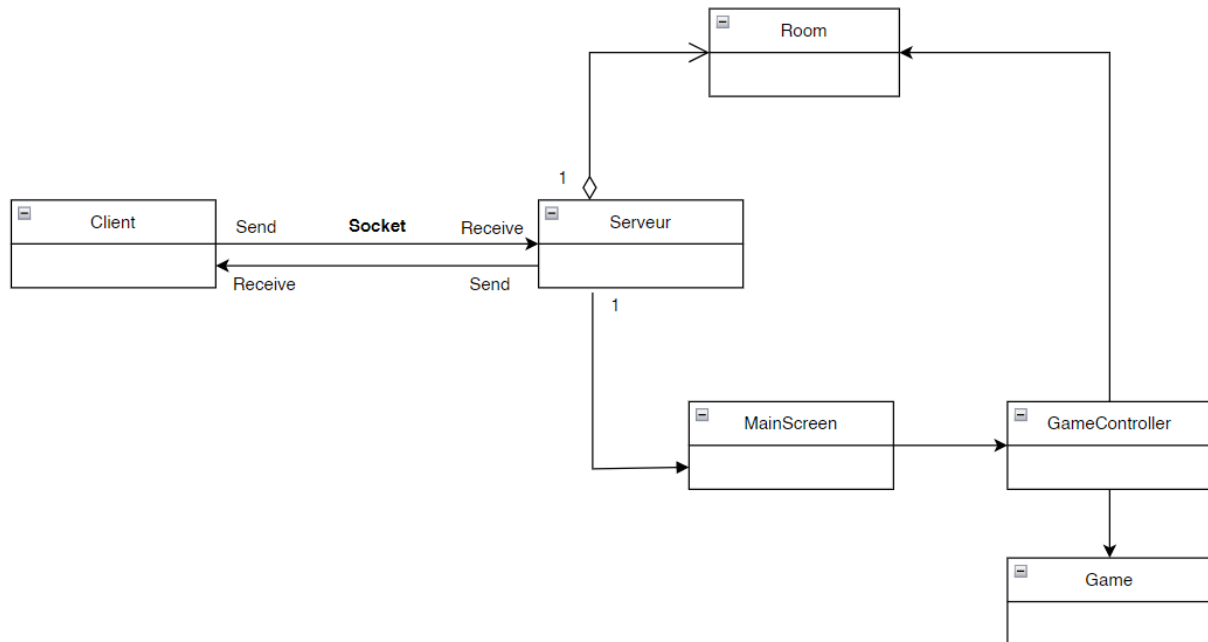 Room
1
Client
Send
Socket
Receive
Serveur
Receive
Send
1
MainScreen
GameController
Game